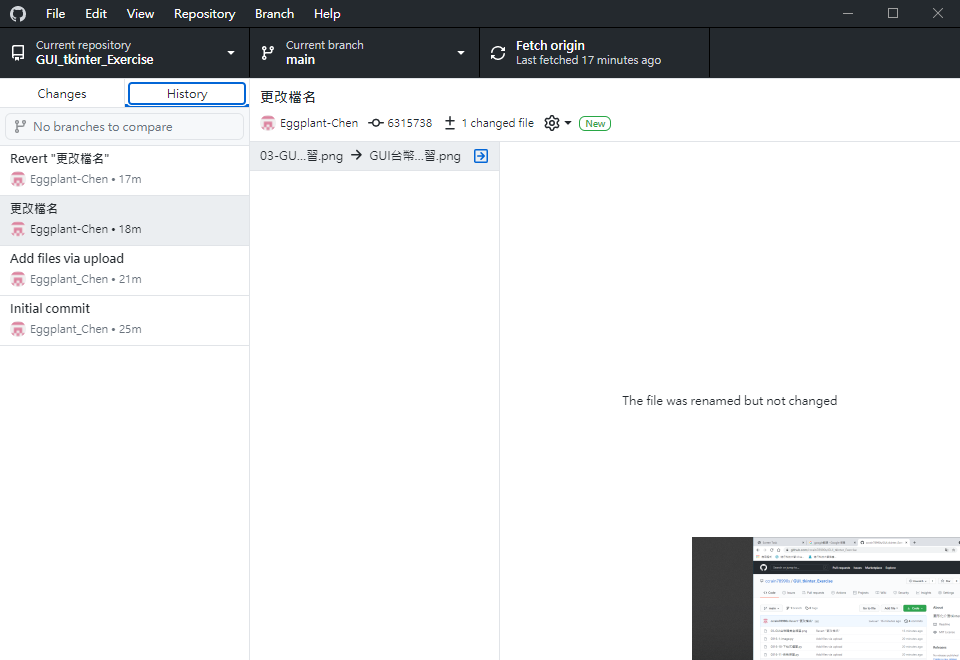 File Edit View Repository Branch Help
Current repository
GUI_tkinter_Exercise
Current branch
main
Fetch origin
Last fetched 17 minutes ago
Changes
History
No branches to compare
Revert "更改檔名"
Eggplant-Chen • 17m
更改檔名
Eggplant-Chen • 18m
Add files via upload
Eggplant_Chen • 21m
Initial commit
Eggplant_Chen • 25m
更改檔名
Eggplant-Chen 6315738 1 changed file New
03-GU...習.png → GUI台幣...習.png
The file was renamed but not changed
GUI_tkinter_Exercise